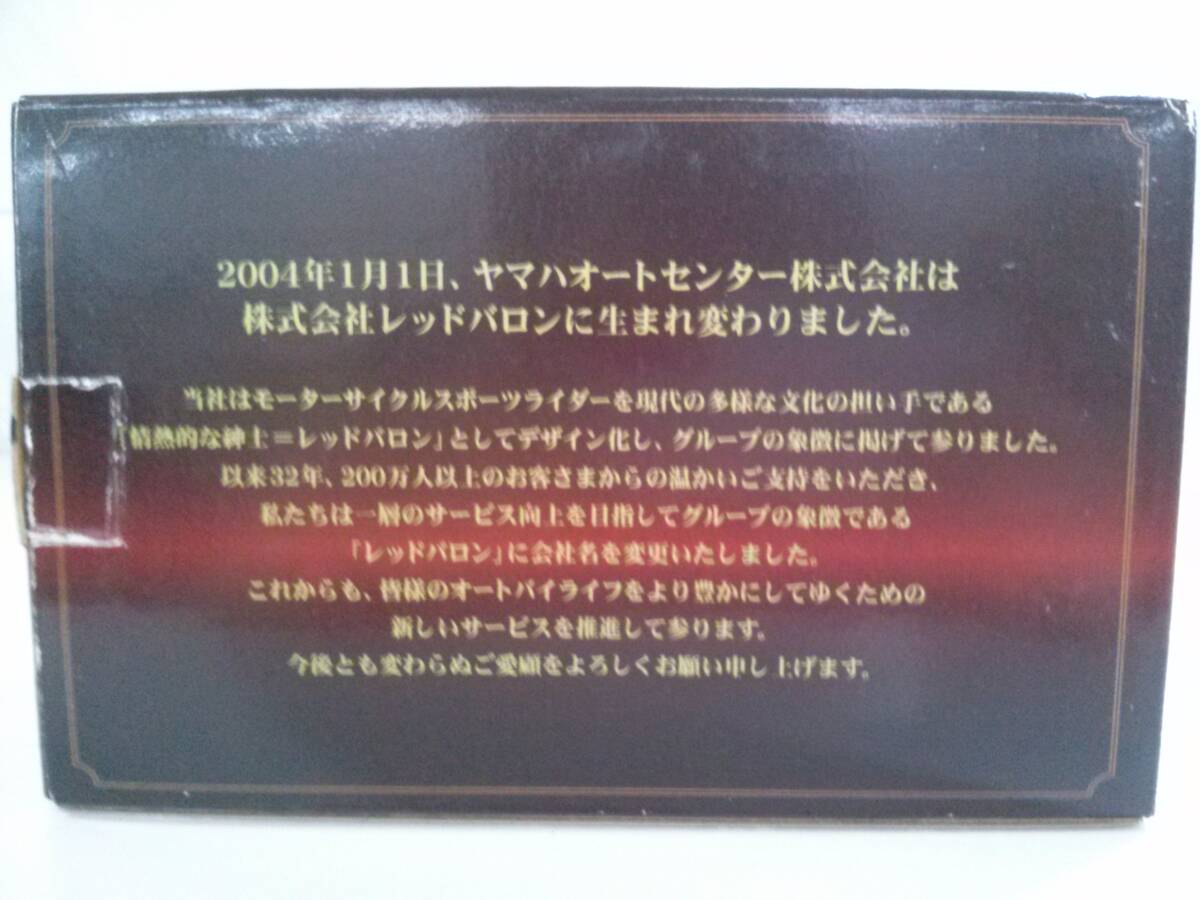 2004年1月1日、ヤマハオートセンター株式会社は
株式会社レッドバロンに生まれ変わりました。
当社はモーターサイクルスポーツライダーを現代の多様な文化の担い手である
「情熱的な紳士＝レッドバロン」としてデザイン化し、グループの象徴に掲げて参りました。
以来32年、200万人以上のお客さまからの温かいご支持をいただき、
私たちは一層のサービス向上を目指してグループの象徴である
「レッドバロン」に会社名を変更いたしました。
これからも、皆様のオートバイライフをより豊かにしてゆくための
新しいサービスを推進して参ります。
今後とも変わらぬご愛顧をよろしくお願い申し上げます。